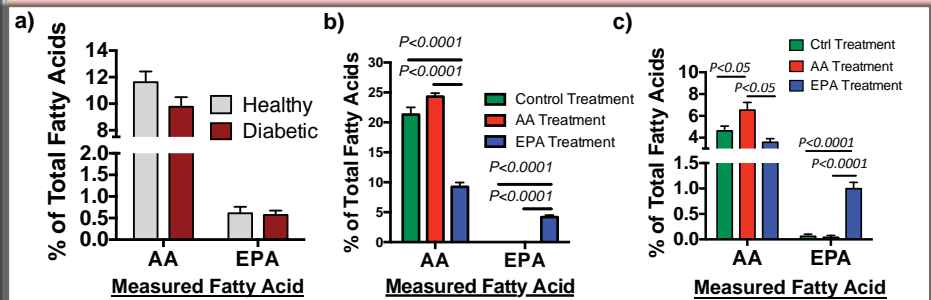 a)
% of Total Fatty Acids
14
12
10
8
2.0
1.5
1.0
0.5
0.0
Healthy
Diabetic
AA EPA
Measured Fatty Acid
b)
% of Total Fatty Acids
30
25
20
15
10
5
0
P<0.0001
P<0.0001
Control Treatment
AA Treatment
EPA Treatment
P<0.0001
P<0.0001
AA EPA
Measured Fatty Acid
c)
% of Total Fatty Acids
10
8
6
4
1.5
1.0
0.5
0.0
Ctrl Treatment
AA Treatment
EPA Treatment
P<0.05
P<0.05
P<0.0001
P<0.0001
AA EPA
Measured Fatty Acid